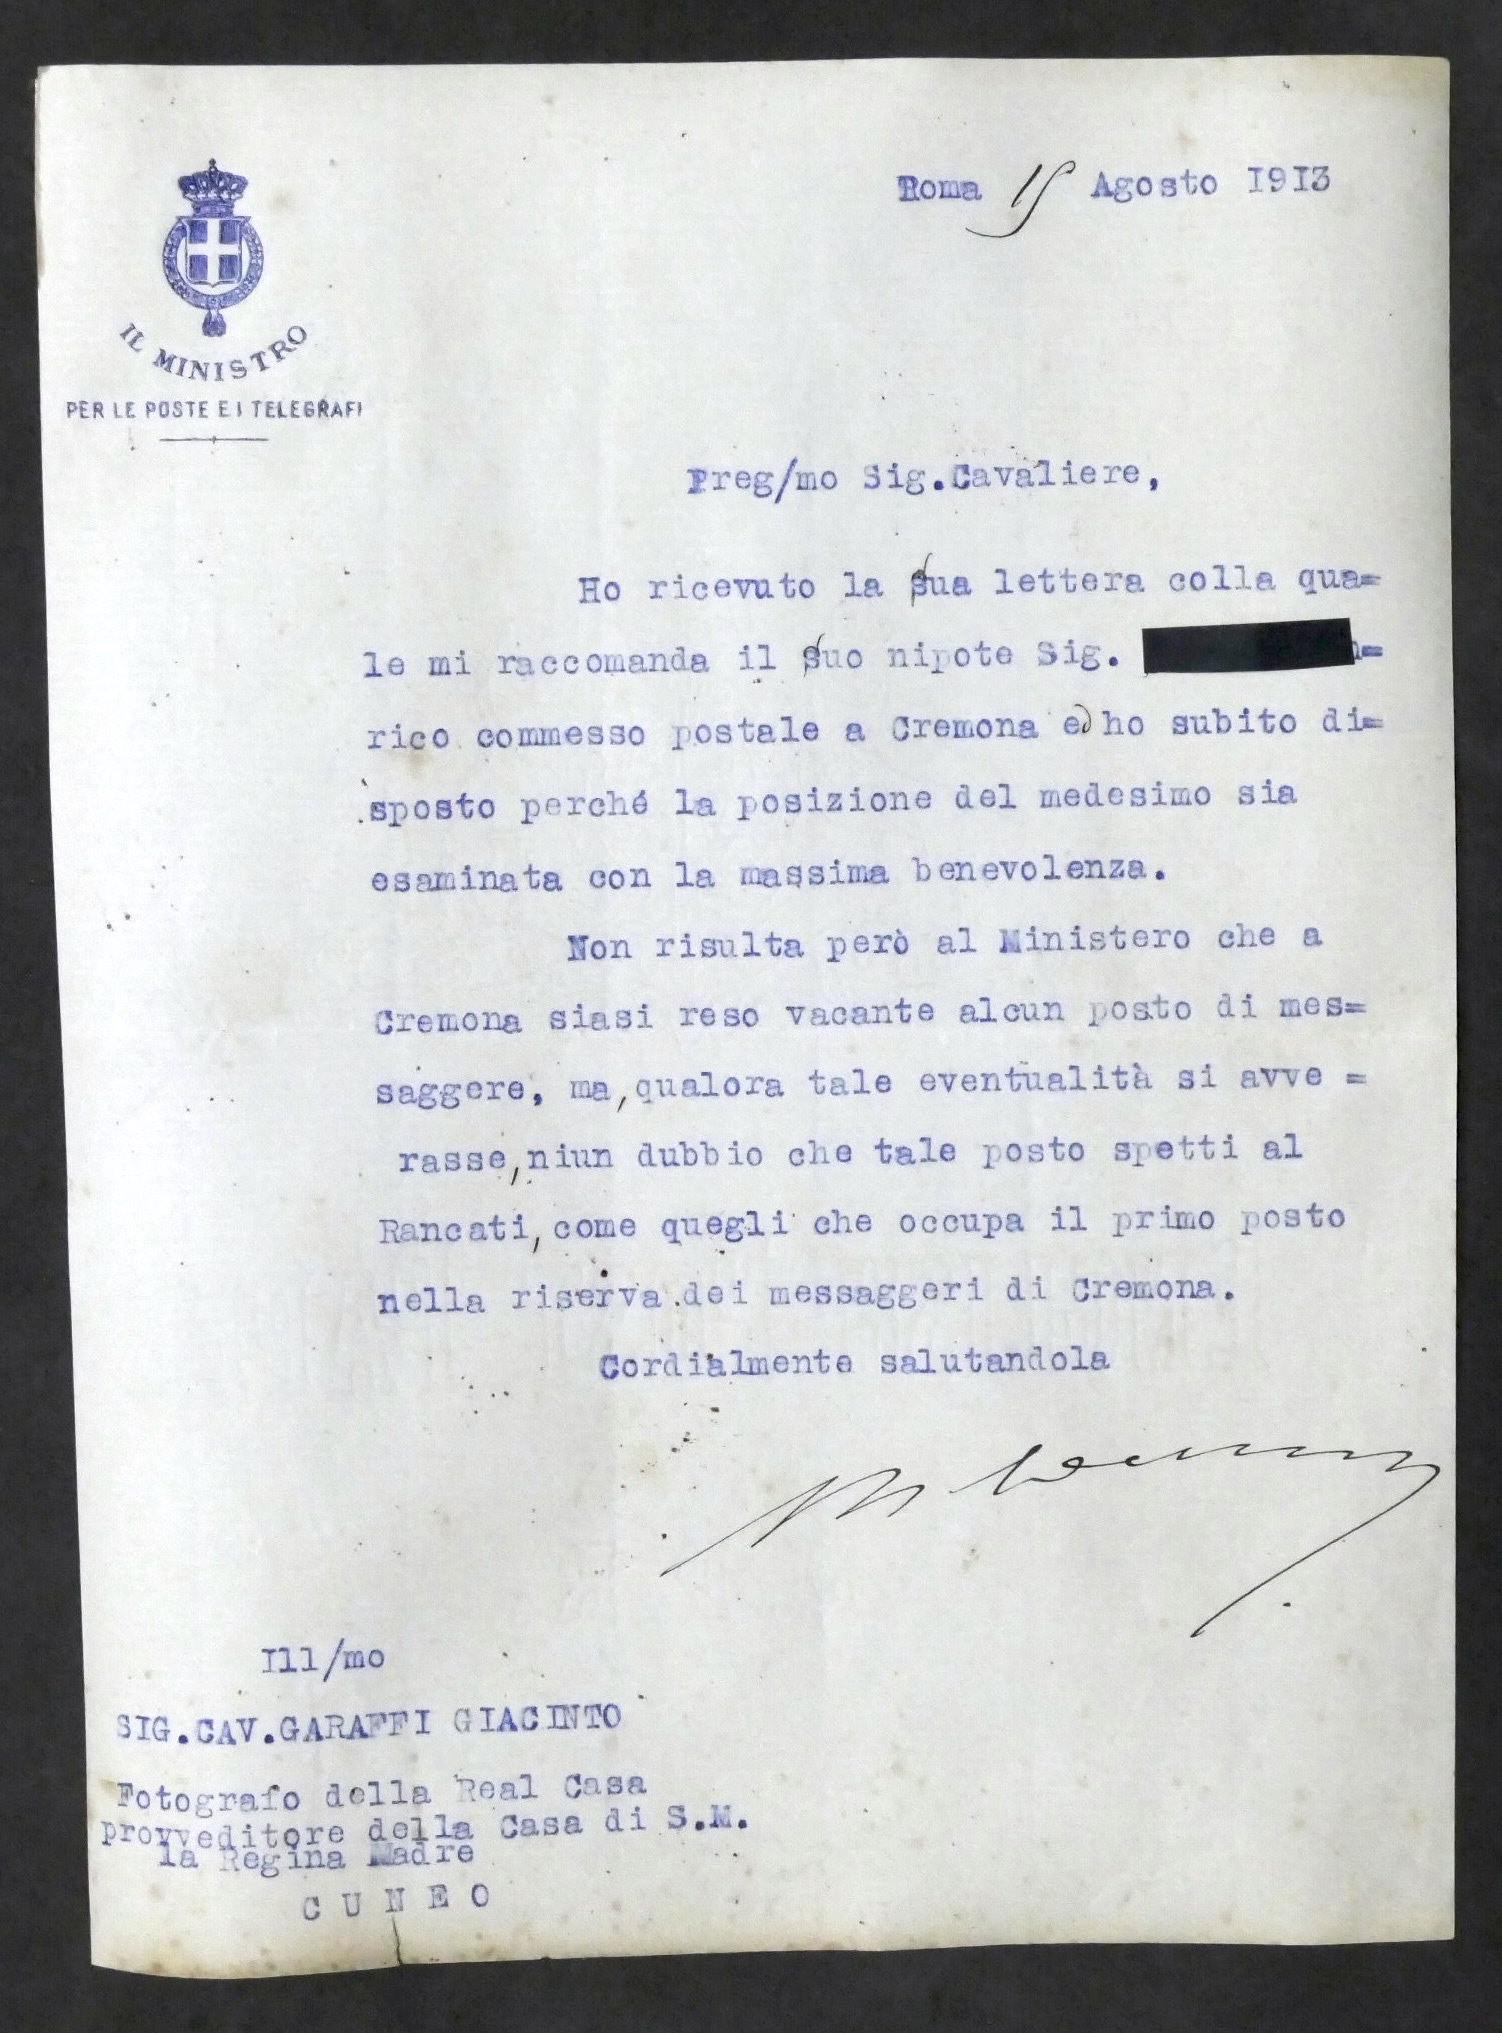 Roma 15 Agosto 1913
IL MINISTRO
PER LE POSTE E I TELEGRAFI
Preg/mo Sig.Cavaliere,
Ho ricevuto la Sua lettera colla qua=
le mi raccomanda il Suo nipote Sig.
rico commesso postale a Cremona ed ho subito di=
sposto perché la posizione del medesimo sia
esaminata con la massima benevolenza.
Non risulta però al Ministero che a
Cremona siasi reso vacante alcun posto di mes=
saggere, ma, qualora tale eventualità si avve =
rasse, niun dubbio che tale posto spetti al
Rancati, come quegli che occupa il primo posto
nella riserva dei messaggeri di Cremona.
Cordialmente salutandola
Ill/mo
SIG.CAV.GARAFFI GIACINTO
Fotografo della Real Casa
provveditore della Casa di S.M.
la Regina Madre
CUNEO